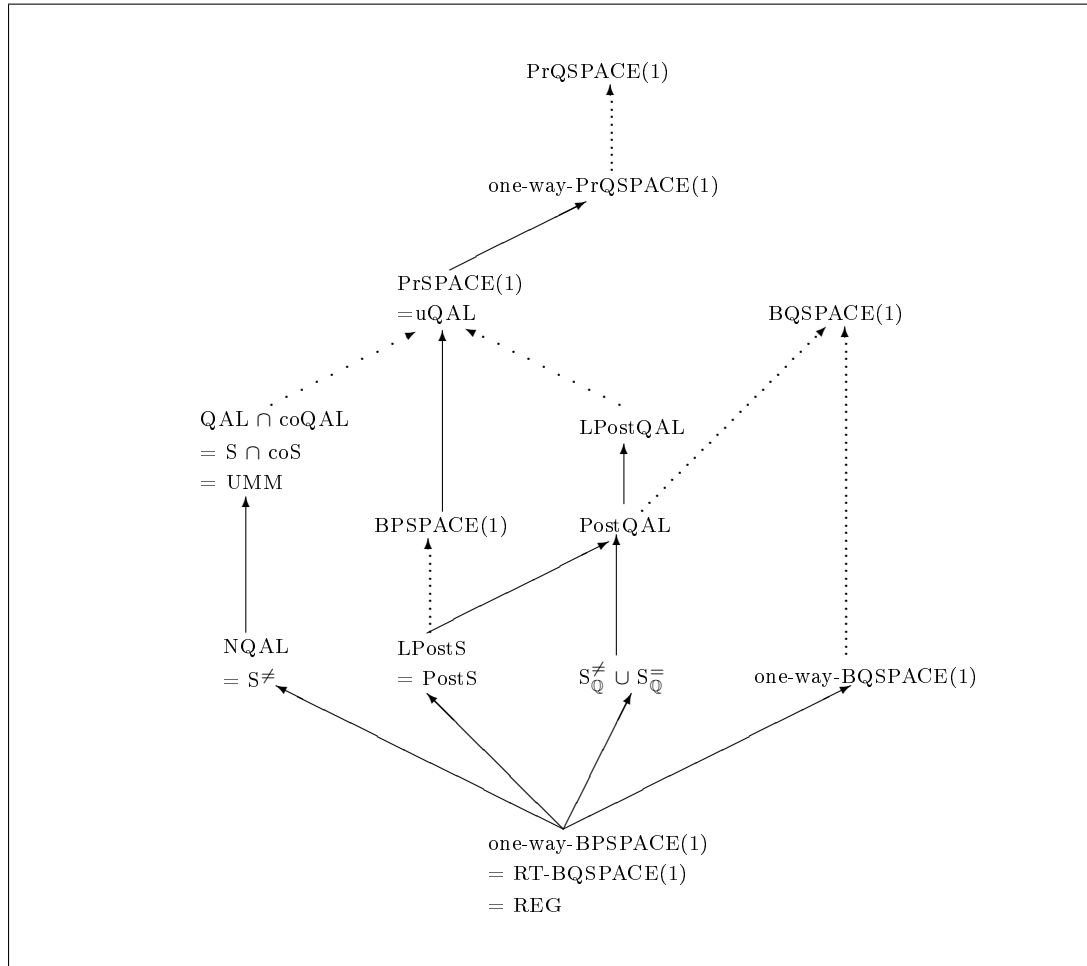 PrQSPACE(1)
one-way-PrQSPACE(1)
PrSPACE(1)
=uQAL
BQSPACE(1)
QAL ∩ coQAL
= S ∩ coS
= UMM
LPostQAL
BPSPACE(1)
PostQAL
NQAL
= S≠
LPostS
= PostS
S≠ℚ ∪ S=ℚ
one-way-BQSPACE(1)
one-way-BPSPACE(1)
= RT-BQSPACE(1)
= REG